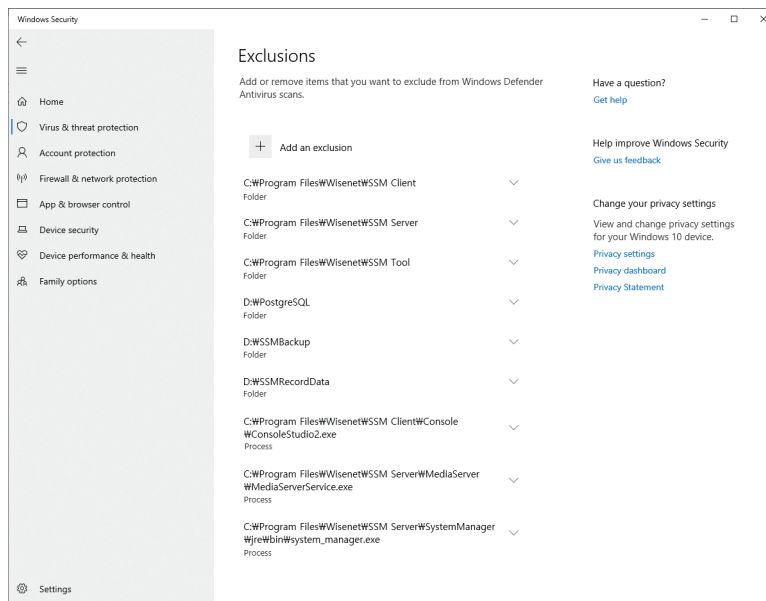 Windows Security
Home
Virus & threat protection
Account protection
Firewall & network protection
App & browser control
Device security
Device performance & health
Family options
Settings
Exclusions
Add or remove items that you want to exclude from Windows Defender
Antivirus scans.
Add an exclusion
C:₩Program Files₩Wisenet₩SSM Client
Folder
C:₩Program Files₩Wisenet₩SSM Server
Folder
C:₩Program Files₩Wisenet₩SSM Tool
Folder
D:₩PostgreSQL
Folder
D:₩SSMBackup
Folder
D:₩SSMRecordData
Folder
C:₩Program Files₩Wisenet₩SSM Client₩Console
₩ConsoleStudio2.exe
Process
C:₩Program Files₩Wisenet₩SSM Server₩MediaServer
₩MediaServerService.exe
Process
C:₩Program Files₩Wisenet₩SSM Server₩SystemManager
₩jre₩bin₩system_manager.exe
Process
Have a question?
Get help
Help improve Windows Security
Give us feedback
Change your privacy settings
View and change privacy settings
for your Windows 10 device.
Privacy settings
Privacy dashboard
Privacy Statement